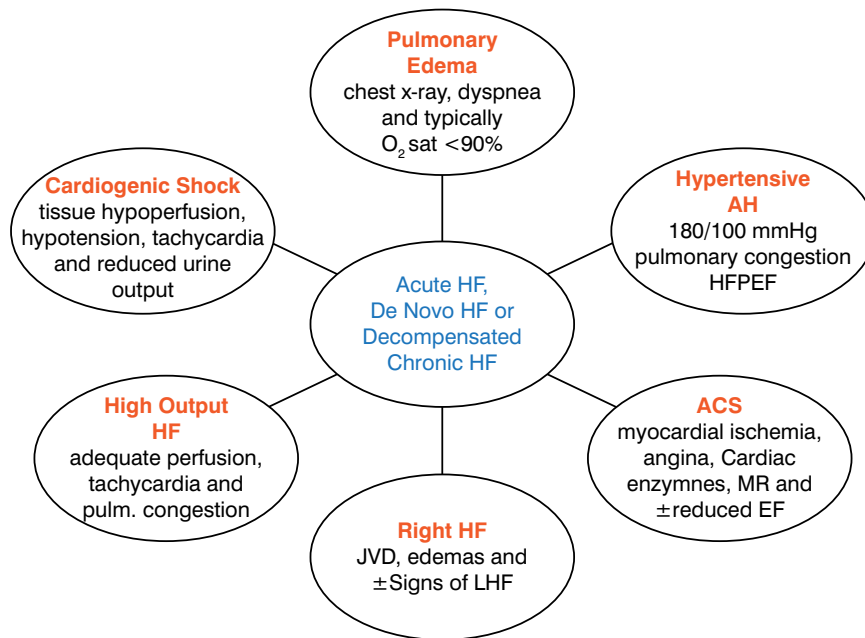 Pulmonary
Edema
chest x-ray, dyspnea
and typically
O₂ sat <90%
Cardiogenic Shock
tissue hypoperfusion,
hypotension, tachycardia
and reduced urine
output
Hypertensive
AH
180/100 mmHg
pulmonary congestion
HFPEF
Acute HF,
De Novo HF or
Decompensated
Chronic HF
High Output
HF
adequate perfusion,
tachycardia and
pulm. congestion
ACS
myocardial ischemia,
angina, Cardiac
enzymnes, MR and
±reduced EF
Right HF
JVD, edemas and
±Signs of LHF